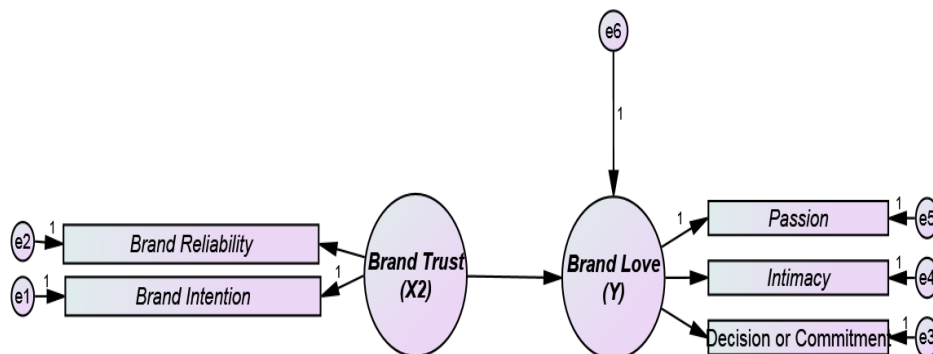 e6
1
e2
1
Brand Reliability
e1
1
Brand Intention
1
Brand Trust
(X2)
Brand Love
(Y)
1
Passion
1
e5
Intimacy
1
e4
Decision or Commitment
1
e3